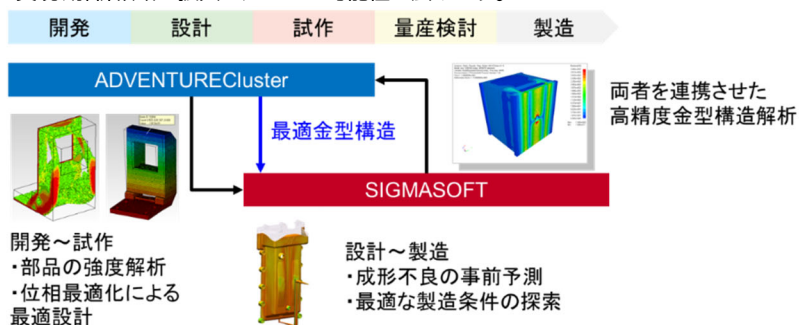 開発
設計
試作
量産検討
製造
ADVENTURECluster
最適金型構造
両者を連携させた
高精度金型構造解析
SIGMASOFT
開発～試作
・部品の強度解析
・位相最適化による
最適設計
設計～製造
・成形不良の事前予測
・最適な製造条件の探索